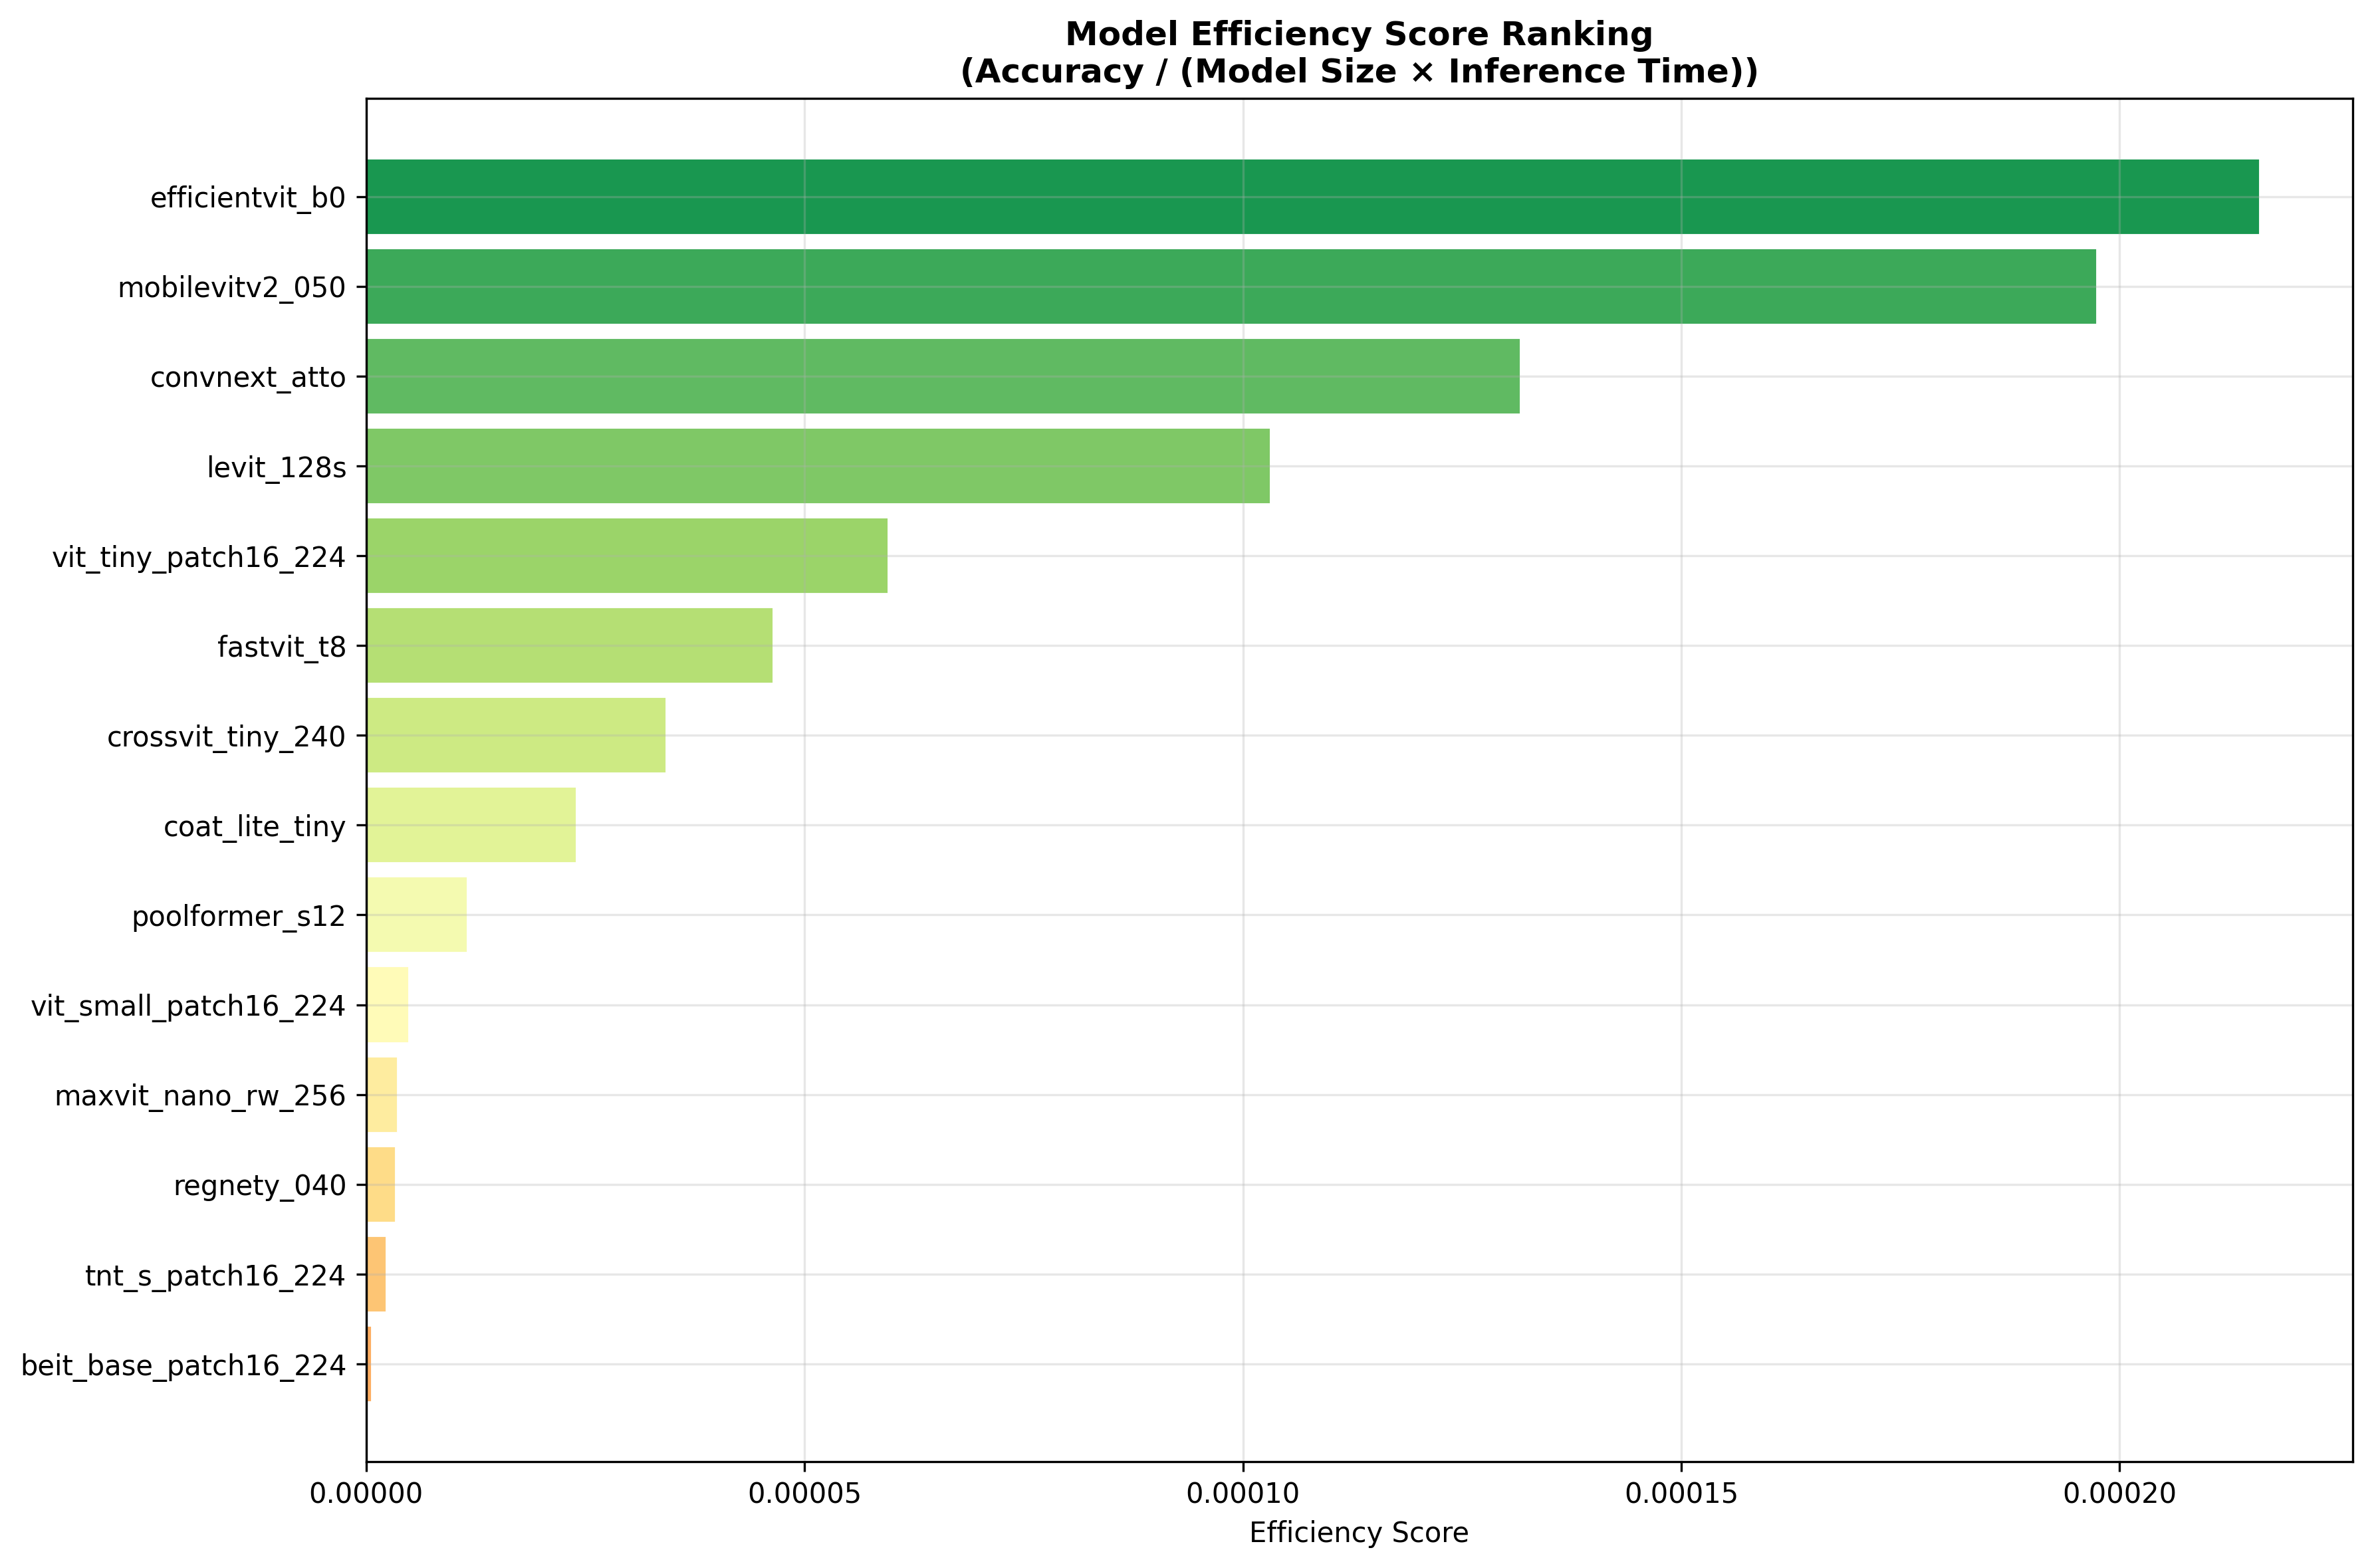 Model Efficiency Score Ranking
(Accuracy / (Model Size × Inference Time))
efficientvit_b0
mobilevitv2_050
convnext_atto
levit_128s
vit_tiny_patch16_224
fastvit_t8
crossvit_tiny_240
coat_lite_tiny
poolformer_s12
vit_small_patch16_224
maxvit_nano_rw_256
regnety_040
tnt_s_patch16_224
beit_base_patch16_224
0.00000 0.00005 0.00010 0.00015 0.00020
Efficiency Score